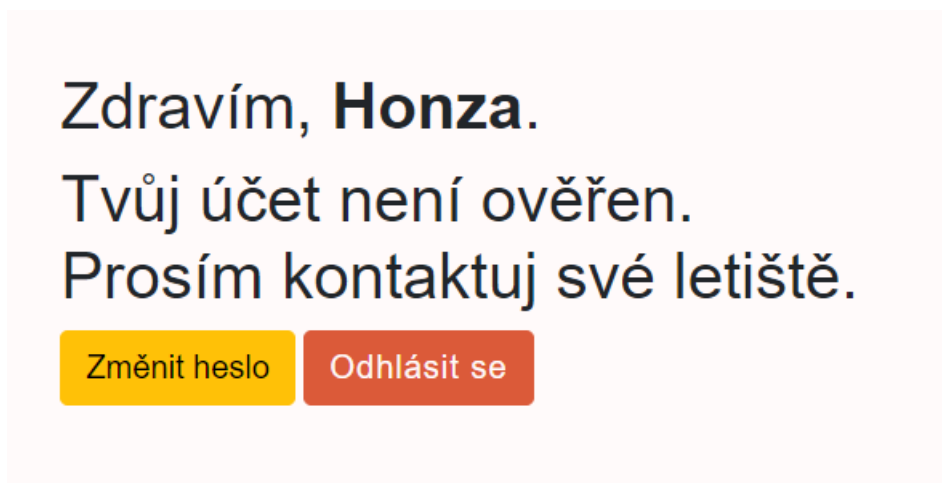 Zdravím, Honza.
Tvůj účet není ověřen.
Prosím kontaktuj své letiště.
Změnit heslo Odhlásit se